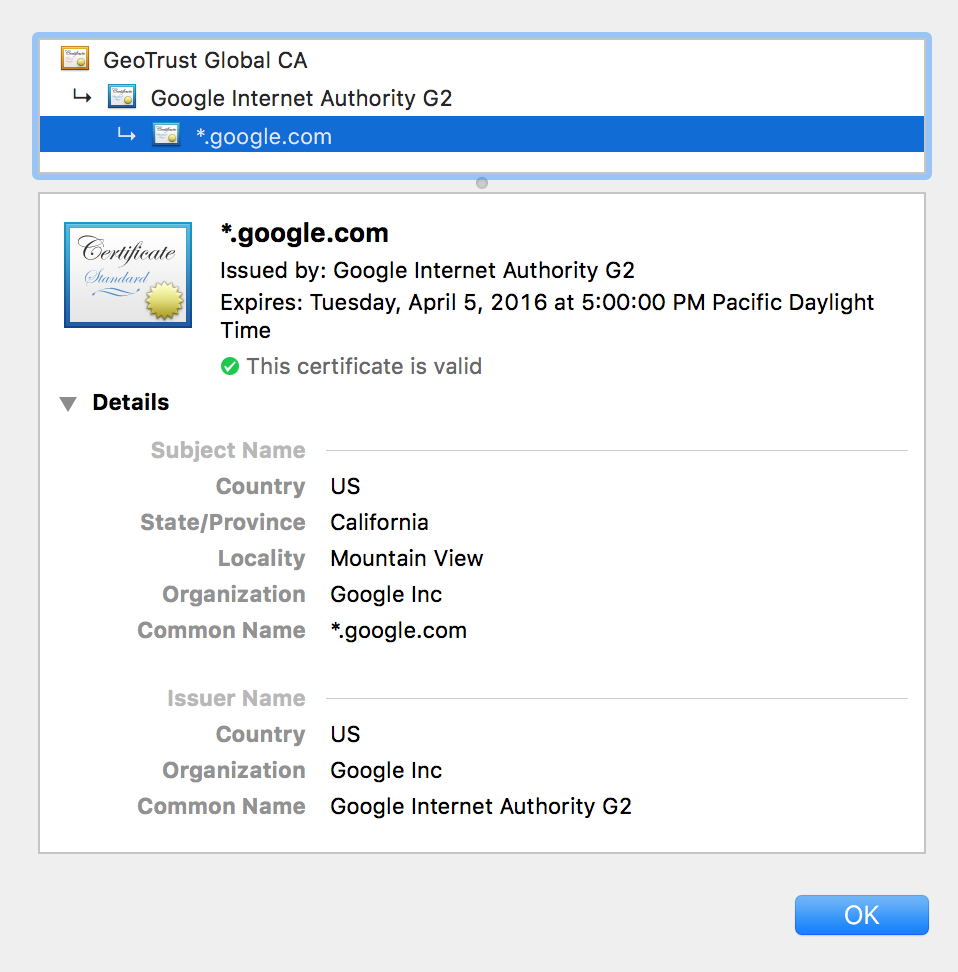 GeoTrust Global CA
Google Internet Authority G2
*.google.com
Certificate
Standard
*.google.com
Issued by: Google Internet Authority G2
Expires: Tuesday, April 5, 2016 at 5:00:00 PM Pacific Daylight
Time
This certificate is valid
Details
Subject Name
Country US
State/Province California
Locality Mountain View
Organization Google Inc
Common Name *.google.com
Issuer Name
Country US
Organization Google Inc
Common Name Google Internet Authority G2
OK